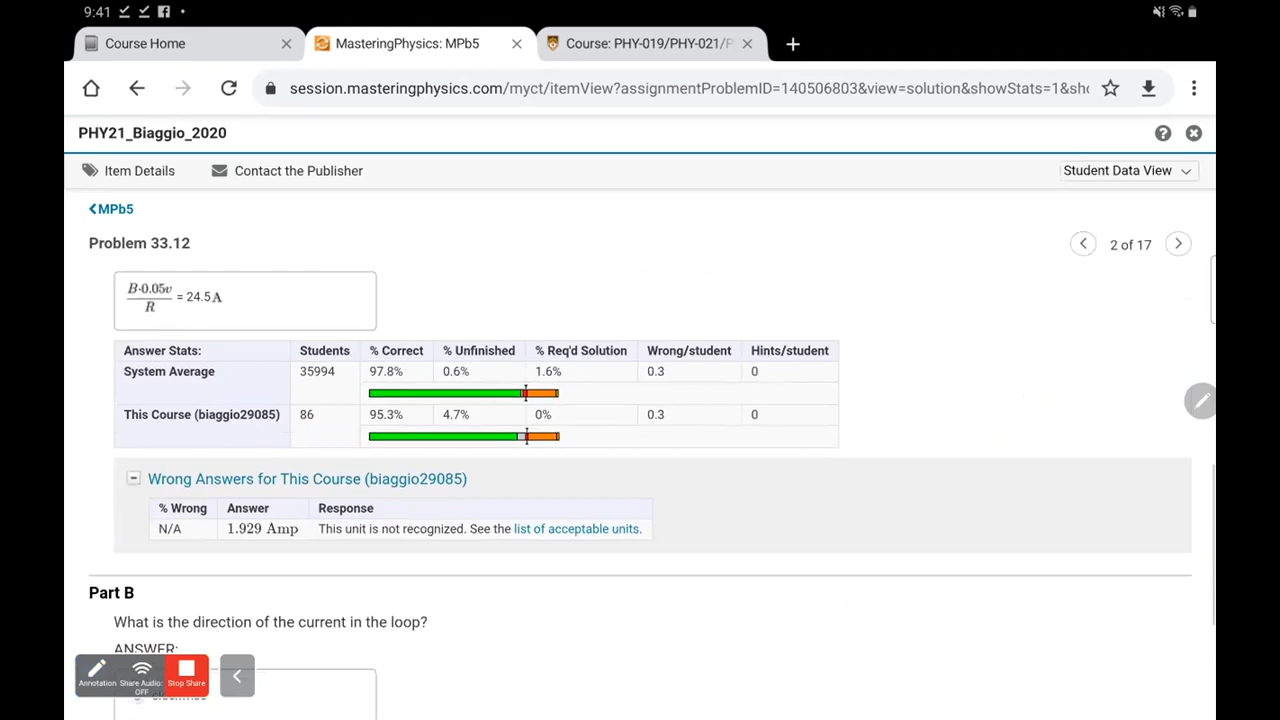 9:41
Course Home
MasteringPhysics: MPb5
Course: PHY-019/PHY-021/P
session.masteringphysics.com/myct/itemView?assignmentProblemID=140506803&view=solution&showStats=1&sho
PHY21_Biaggio_2020
Item Details
Contact the Publisher
Student Data View
MPb5
Problem 33.12
2 of 17
B·0.05v
R
= 24.5 A
Answer Stats: Students % Correct % Unfinished % Req'd Solution Wrong/student Hints/student
System Average 35994 97.8% 0.6% 1.6% 0.3 0
This Course (biaggio29085) 86 95.3% 4.7% 0% 0.3 0
Wrong Answers for This Course (biaggio29085)
% Wrong Answer Response
N/A 1.929 Amp This unit is not recognized. See the list of acceptable units.
Part B
What is the direction of the current in the loop?
ANSWER:
Annotation
Share Audio: OFF
Stop Share